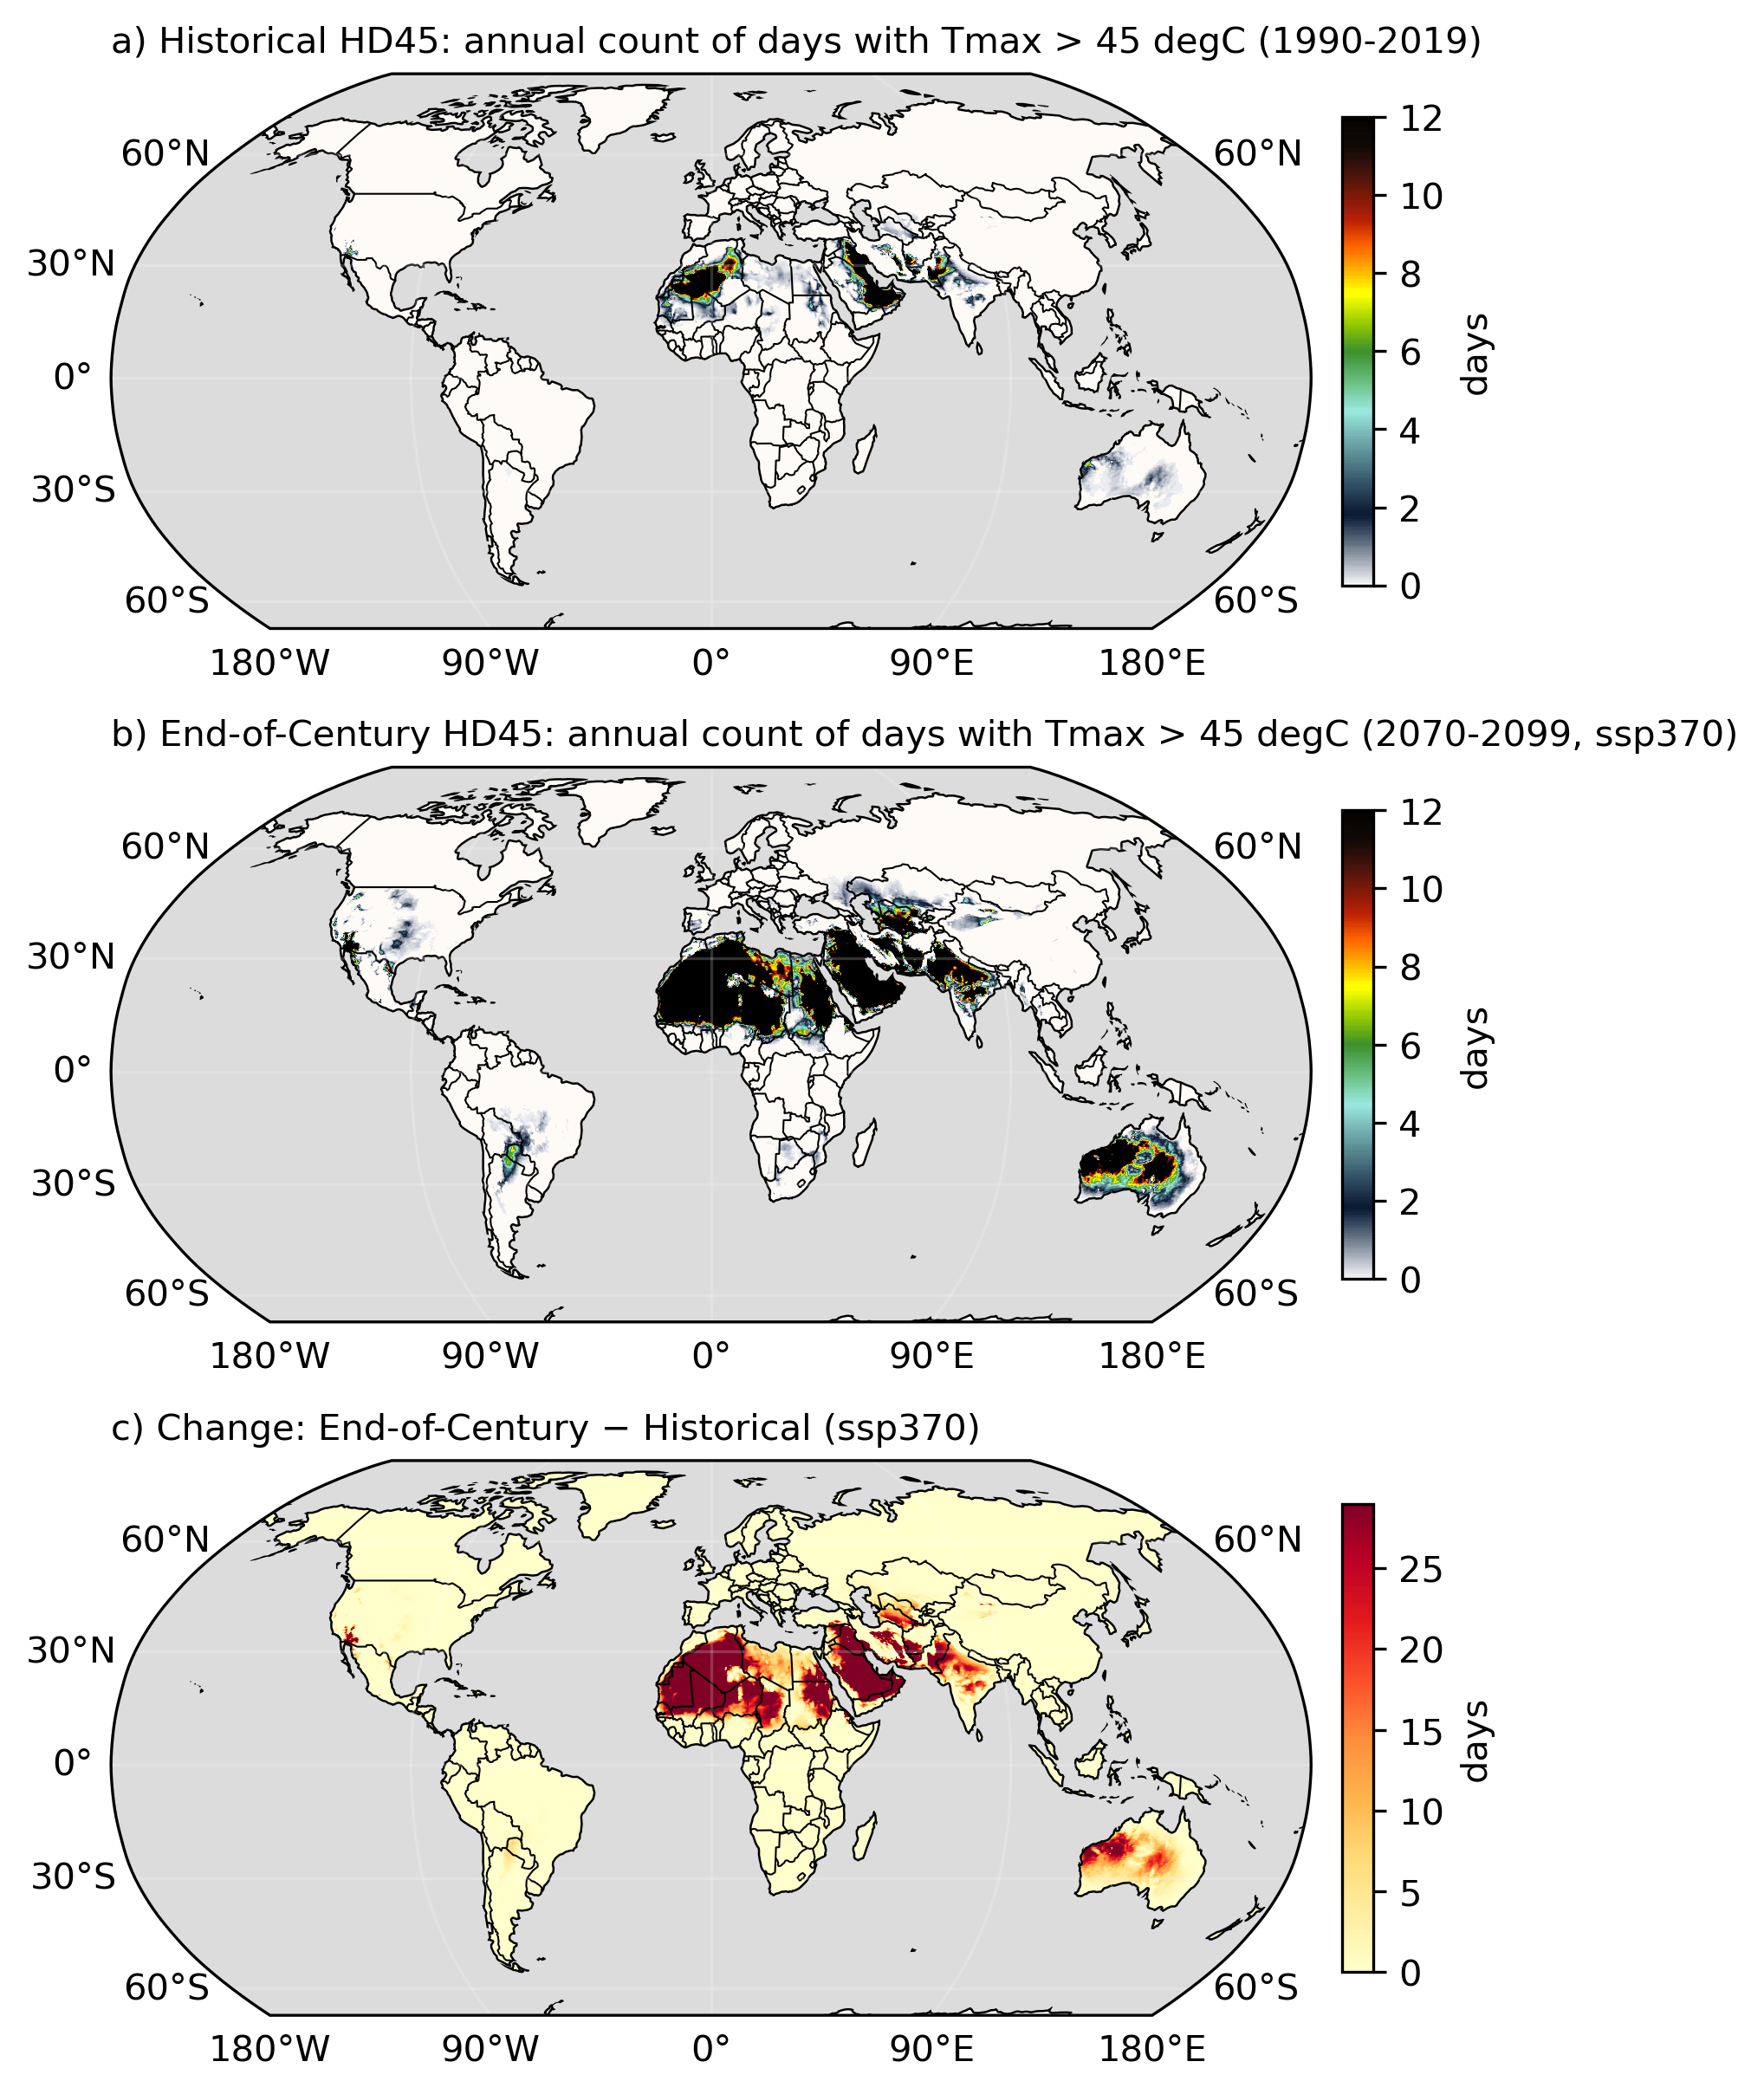 a) Historical HD45: annual count of days with Tmax > 45 degC (1990-2019)
60°N
60°N
30°N
0°
30°S
60°S
60°S
180°W
90°W
0°
90°E
180°E
12
10
8
6
4
2
0
days
b) End-of-Century HD45: annual count of days with Tmax > 45 degC (2070-2099, ssp370)
60°N
60°N
30°N
0°
30°S
60°S
60°S
180°W
90°W
0°
90°E
180°E
12
10
8
6
4
2
0
days
c) Change: End-of-Century − Historical (ssp370)
60°N
60°N
30°N
0°
30°S
60°S
60°S
180°W
90°W
0°
90°E
180°E
25
20
15
10
5
0
days